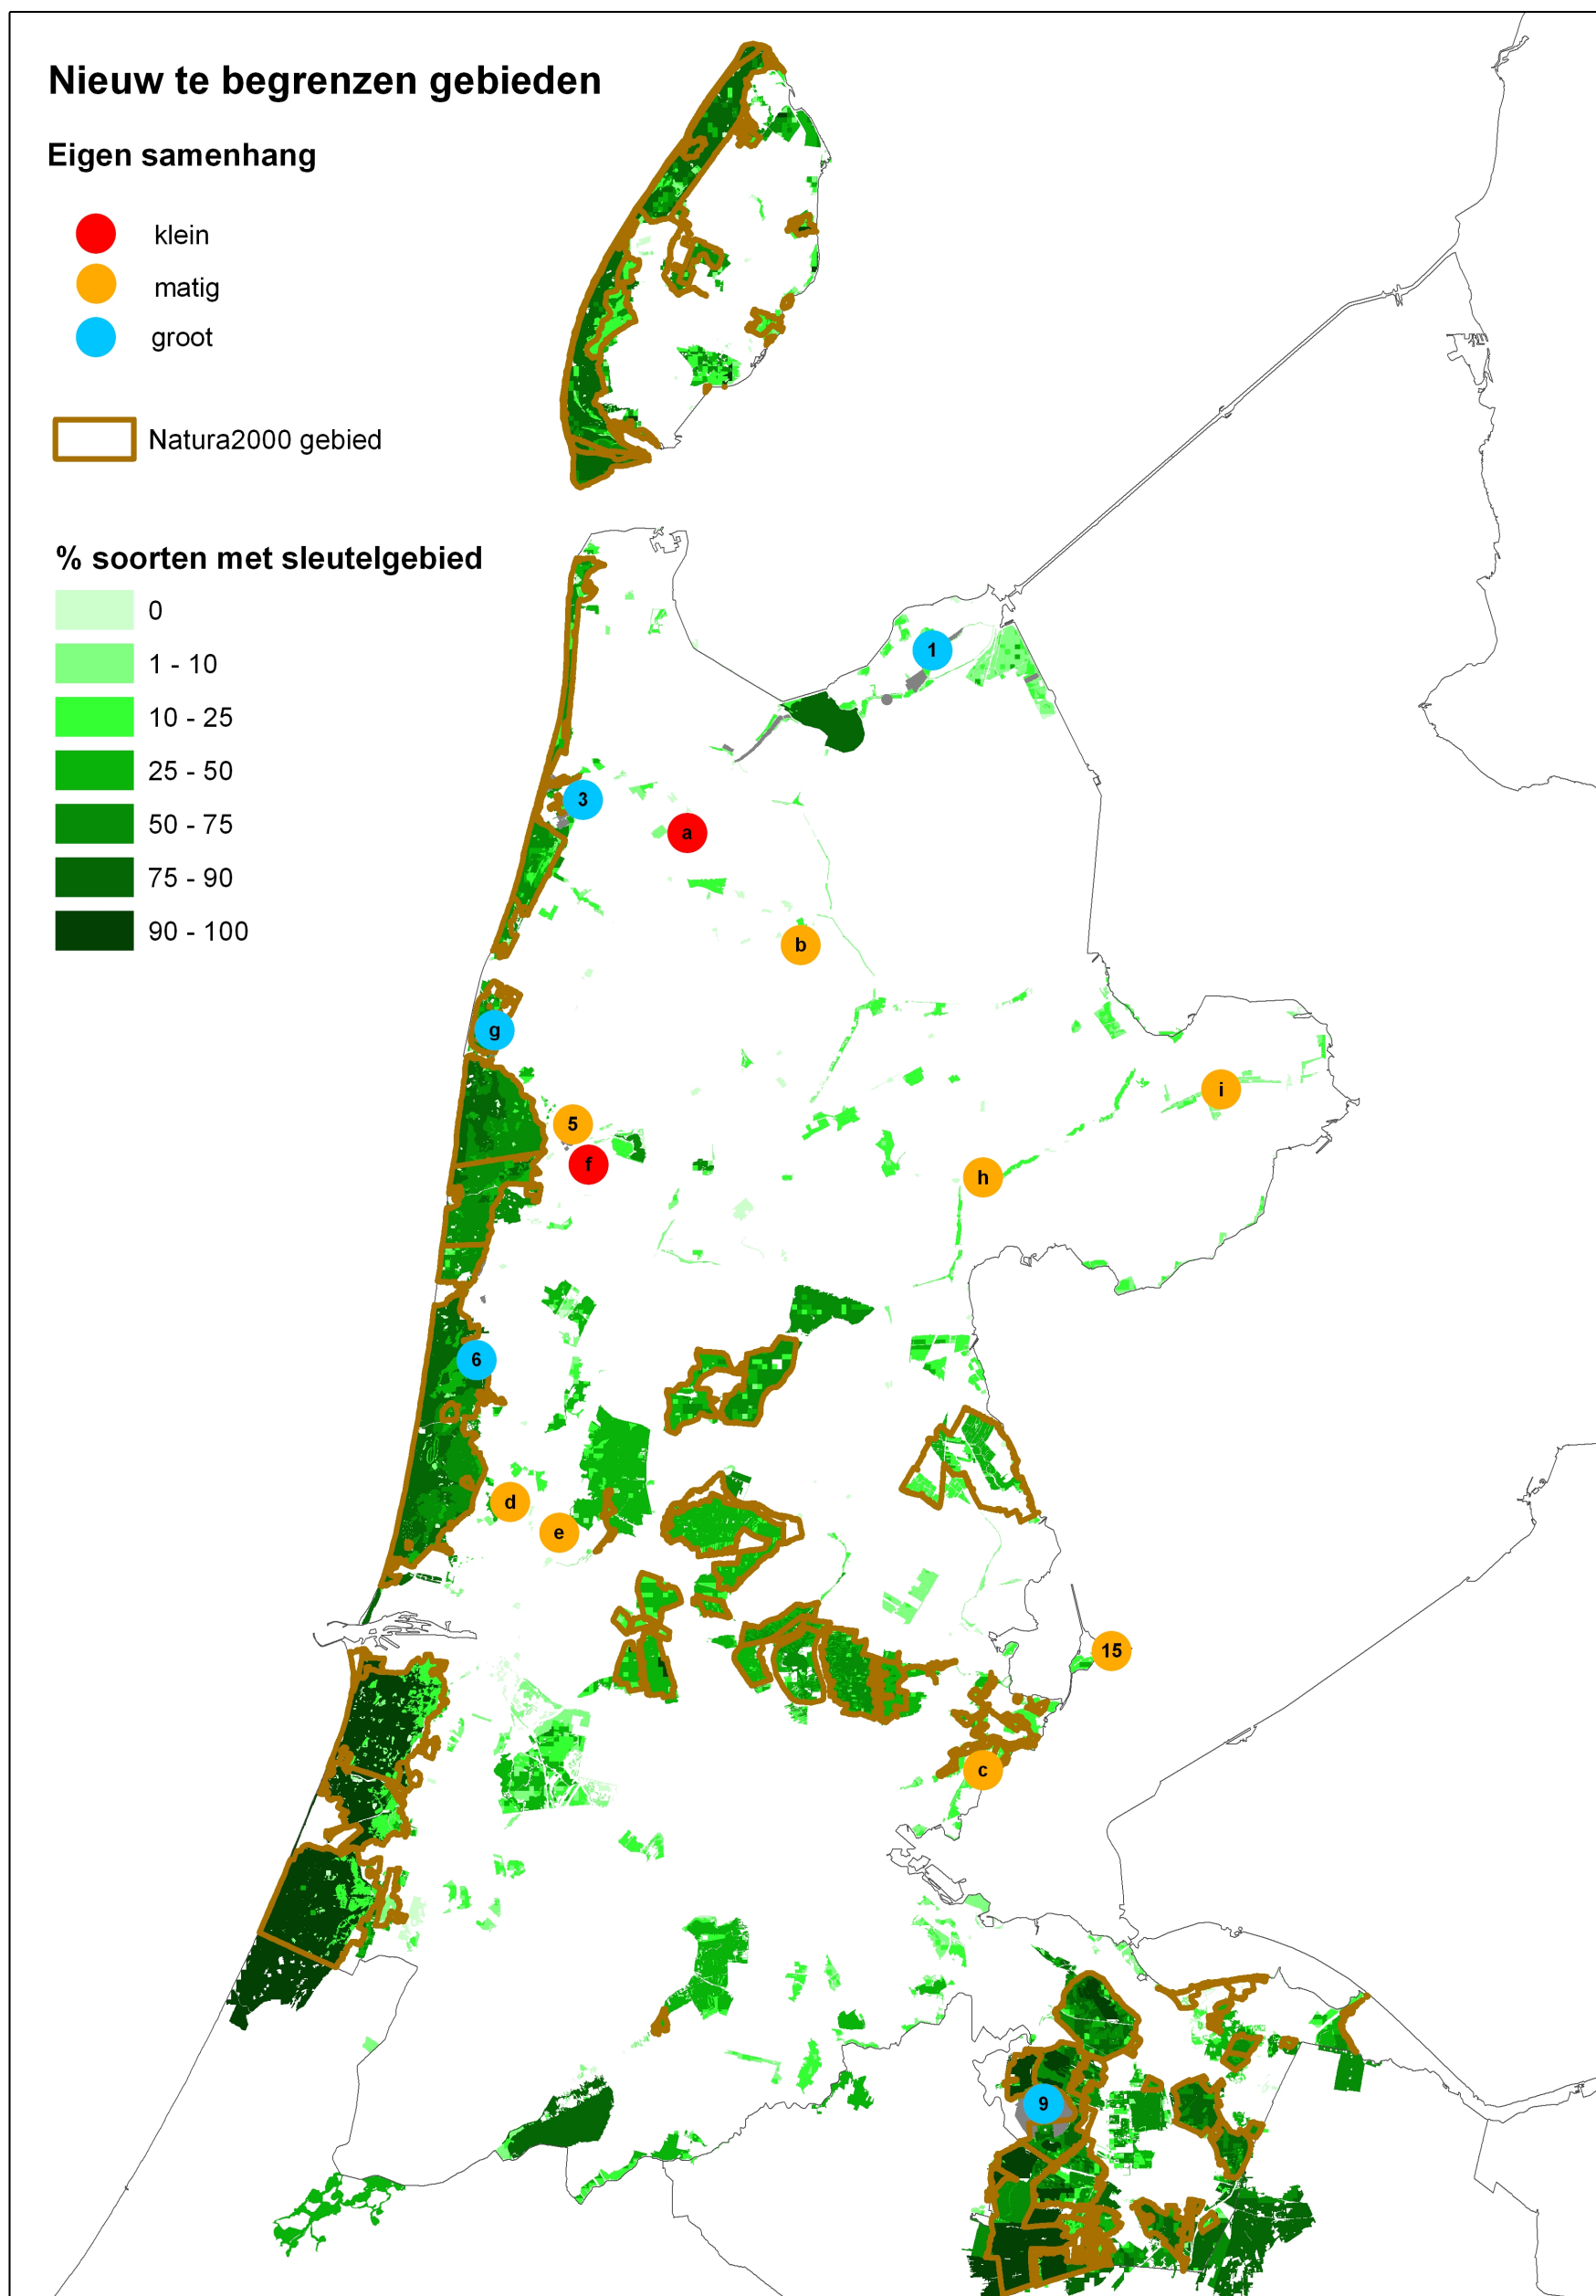 Nieuw te begrenzen gebieden
Eigen samenhang
klein
matig
groot
Natura2000 gebied
% soorten met sleutelgebied
0
1 - 10
10 - 25
25 - 50
50 - 75
75 - 90
90 - 100
1
3
a
b
g
i
5
f
h
6
d
e
15
c
9